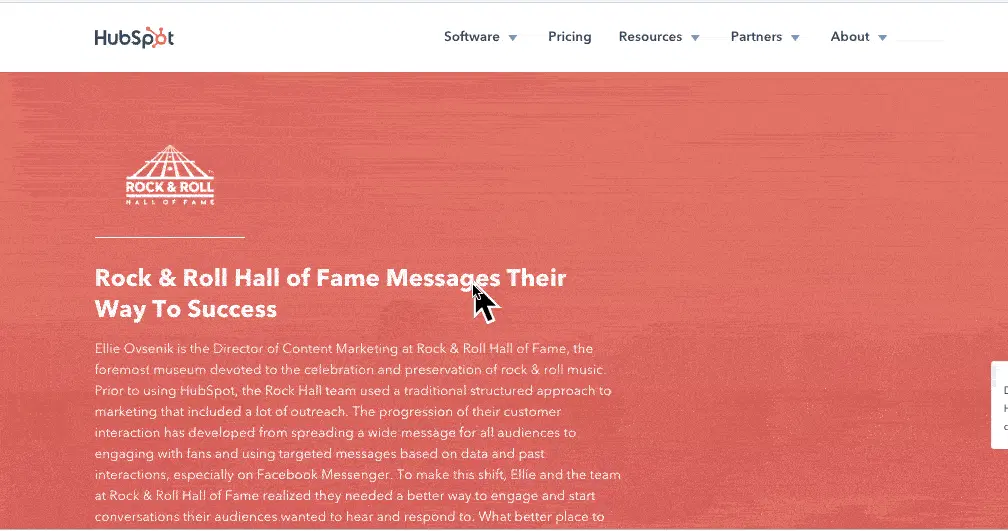 HubSpot
Software Pricing Resources Partners About
ROCK & ROLL
HALL OF FAME
Rock & Roll Hall of Fame Messages Their
Way To Success
Ellie Ovsenik is the Director of Content Marketing at Rock & Roll Hall of Fame, the
foremost museum devoted to the celebration and preservation of rock & roll music.
Prior to using HubSpot, the Rock Hall team used a traditional structured approach to
marketing that included a lot of outreach. The progression of their customer
interaction has developed from spreading a wide message for all audiences to
engaging with fans and using targeted messages based on data and past
interactions, especially on Facebook Messenger. To make this shift, Ellie and the team
at Rock & Roll Hall of Fame realized they needed a better way to engage and start
conversations their audiences wanted to hear and respond to. What better place to